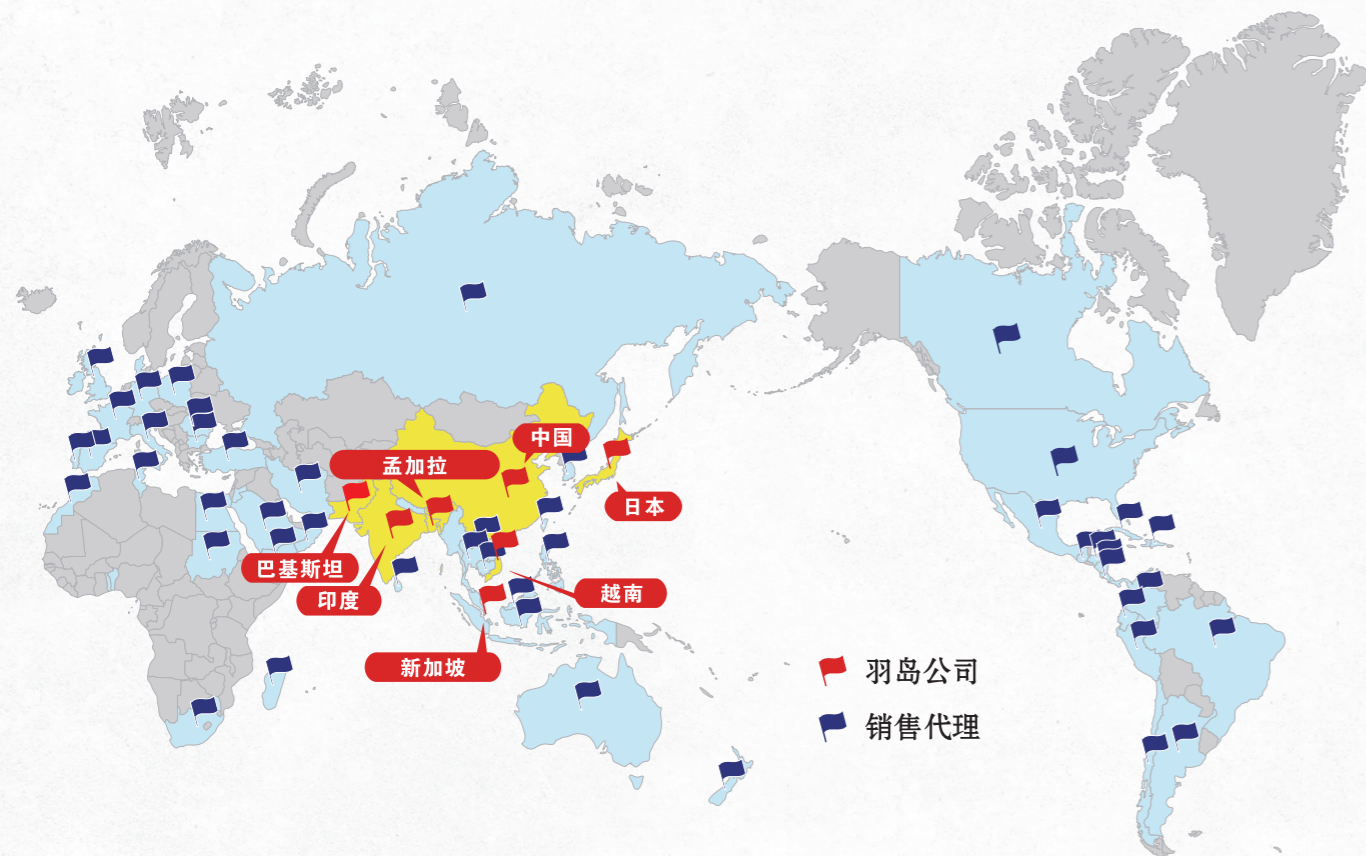 中国
孟加拉
日本
巴基斯坦
印度
越南
新加坡
羽岛公司
销售代理